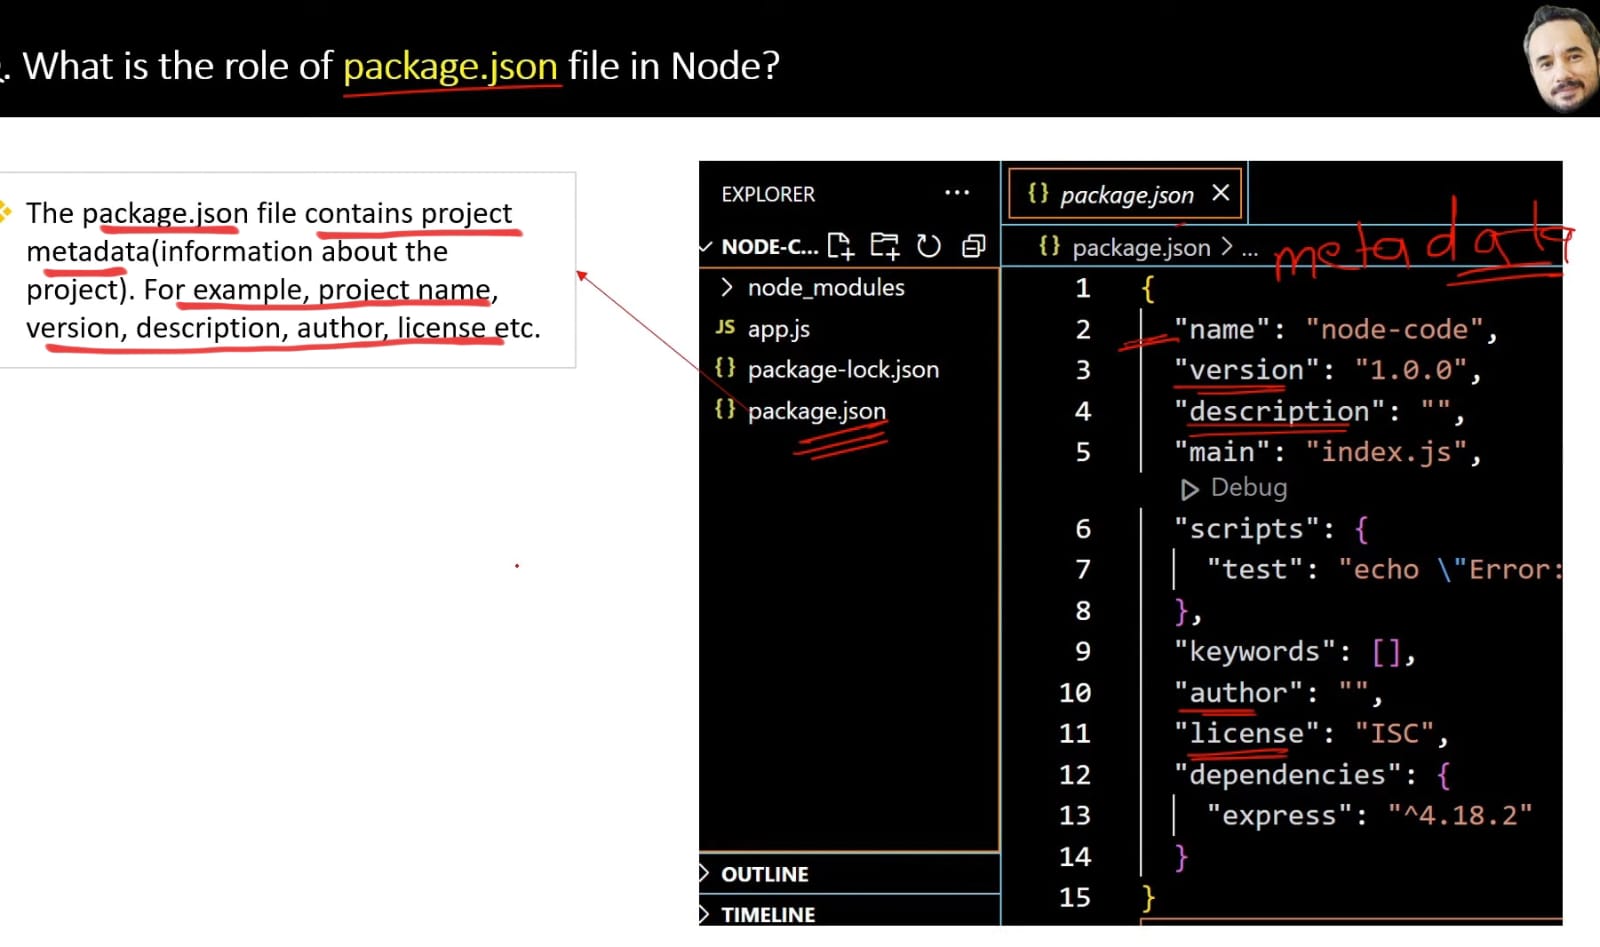 . What is the role of package.json file in Node?
The package.json file contains project
metadata(information about the
project). For example, project name,
version, description, author, license etc.
EXPLORER ···
NODE-C...
node_modules
JS app.js
{} package-lock.json
{} package.json
OUTLINE
TIMELINE
{} package.json ×
{} package.json > ...
metadata
1 {
2 "name": "node-code",
3 "version": "1.0.0",
4 "description": "",
5 "main": "index.js",
Debug
6 "scripts": {
7 "test": "echo \"Error:
8 },
9 "keywords": [],
10 "author": "",
11 "license": "ISC",
12 "dependencies": {
13 "express": "^4.18.2"
14 }
15 }